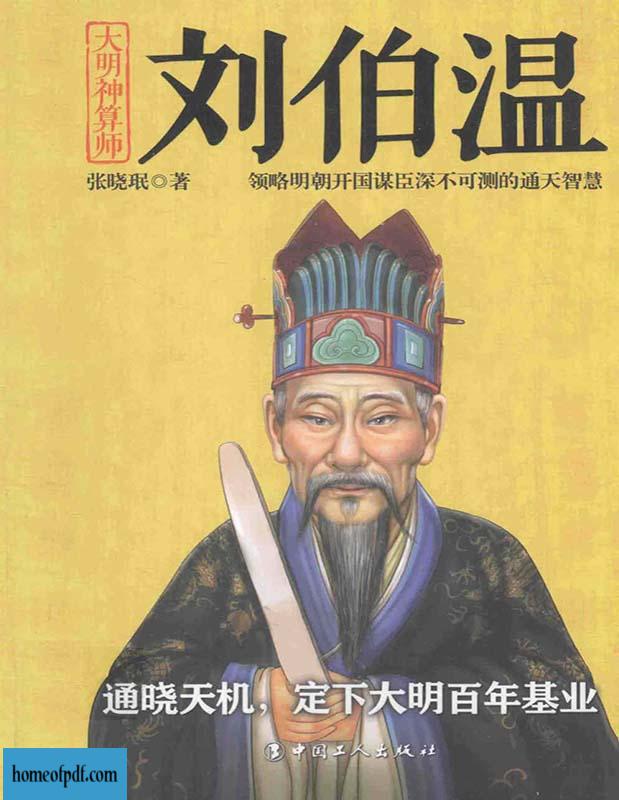 大明神算师
刘伯温
张晓珉◎著
领略明朝开国谋臣深不可测的通天智慧
通晓天机，定下大明百年基业
中国工人出版社
homeofpdf.com